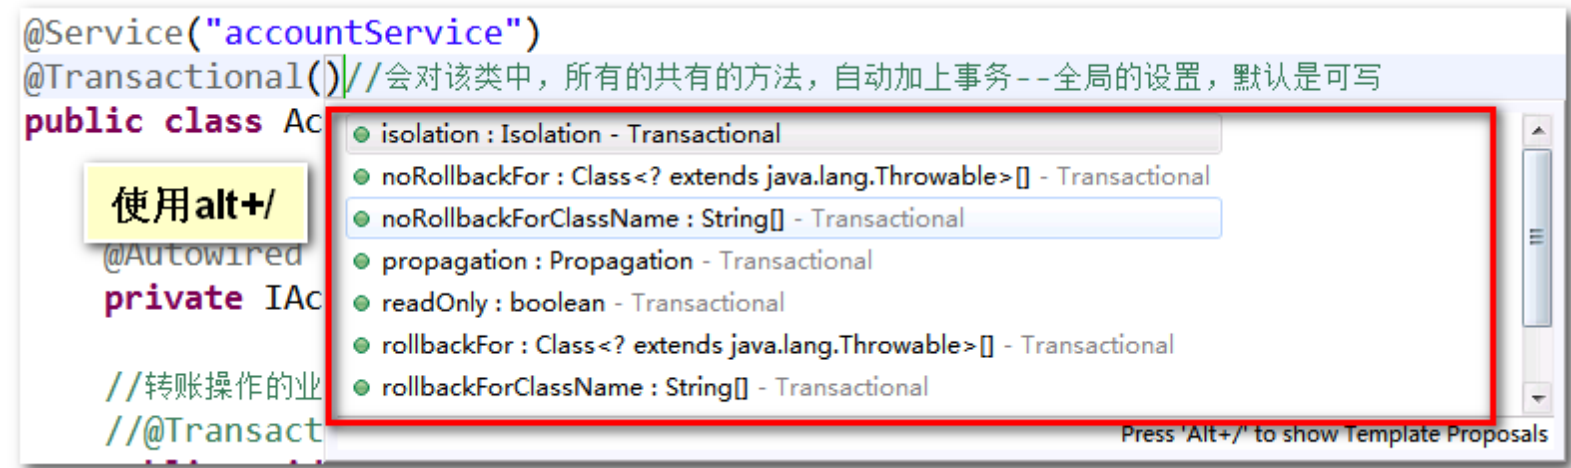 @Service("accountService")
@Transactional()//会对该类中，所有的共有的方法，自动加上事务--全局的设置，默认是可写
public class Ac
isolation : Isolation - Transactional
noRollbackFor : Class<? extends java.lang.Throwable>[] - Transactional
使用alt+/
noRollbackForClassName : String[] - Transactional
@Autowired
propagation : Propagation - Transactional
private IAc
readOnly : boolean - Transactional
rollbackFor : Class<? extends java.lang.Throwable>[] - Transactional
//转账操作的业
rollbackForClassName : String[] - Transactional
//@Transact
Press 'Alt+/' to show Template Proposals